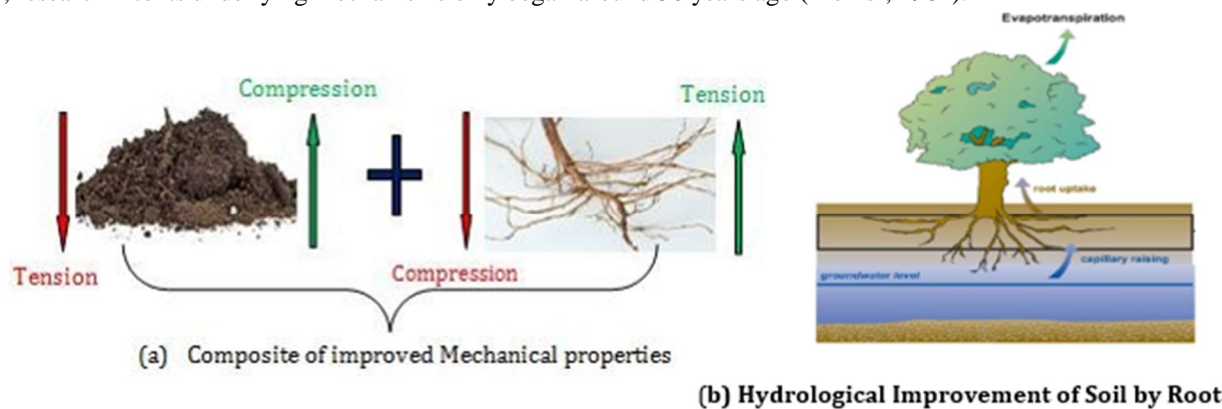 Evapotranspiration
Compression
Tension
root uptake
capillary raising
groundwater level
Tension
Compression
(a) Composite of improved Mechanical properties
(b) Hydrological Improvement of Soil by Root